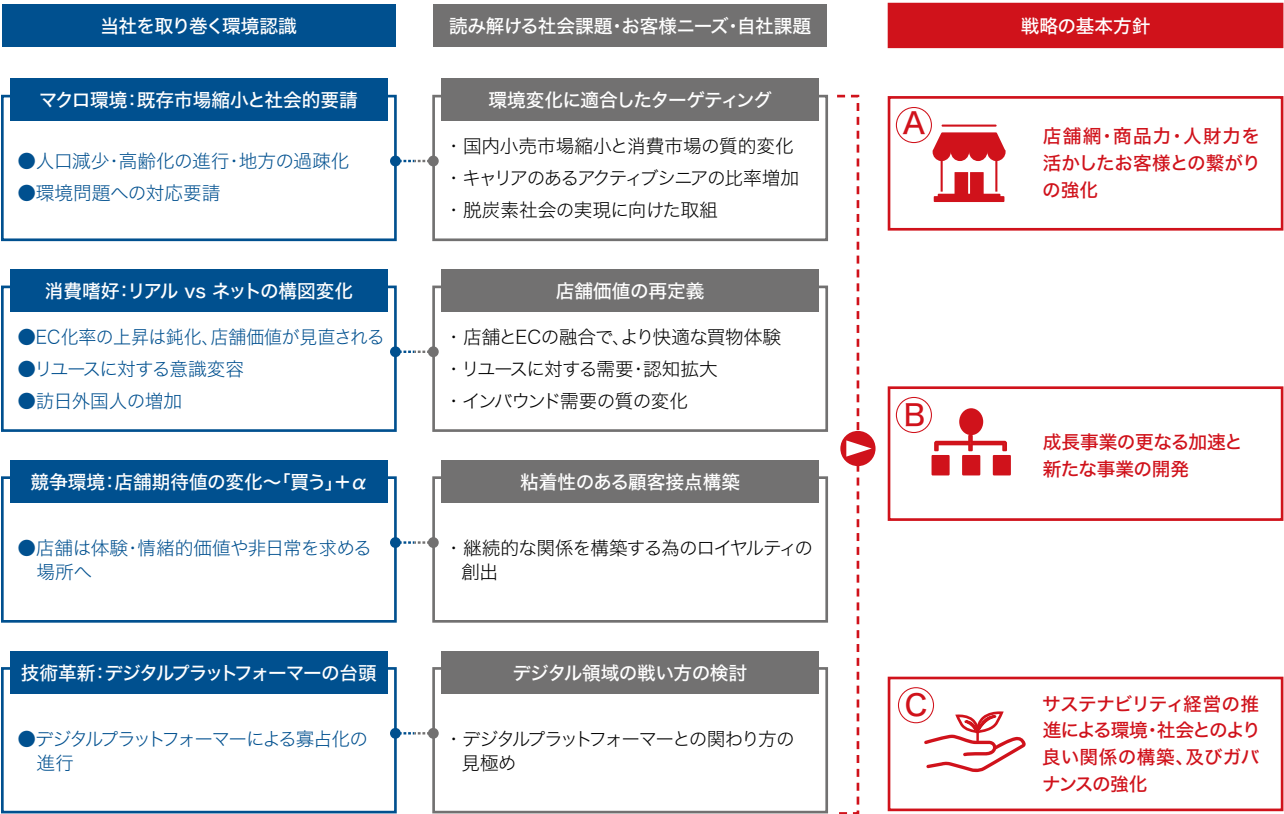 当社を取り巻く環境認識
読み解ける社会課題・お客様ニーズ・自社課題
戦略の基本方針
マクロ環境：既存市場縮小と社会的要請
●人口減少・高齢化の進行・地方の過疎化
●環境問題への対応要請
環境変化に適合したターゲティング
・国内小売市場縮小と消費市場の質的変化
・キャリアのあるアクティブシニアの比率増加
・脱炭素社会の実現に向けた取組
消費嗜好：リアル vs ネットの構図変化
●EC化率の上昇は鈍化、店舗価値が見直される
●リユースに対する意識変容
●訪日外国人の増加
店舗価値の再定義
・店舗とECの融合で、より快適な買物体験
・リユースに対する需要・認知拡大
・インバウンド需要の質の変化
競争環境：店舗期待値の変化～「買う」＋α
●店舗は体験・情緒的価値や非日常を求める
場所へ
粘着性のある顧客接点構築
・継続的な関係を構築する為のロイヤルティの
創出
技術革新：デジタルプラットフォーマーの台頭
●デジタルプラットフォーマーによる寡占化の
進行
デジタル領域の戦い方の検討
・デジタルプラットフォーマーとの関わり方の
見極め
Ⓐ
店舗網・商品力・人財力を
活かしたお客様との繋がり
の強化
Ⓑ
成長事業の更なる加速と
新たな事業の開発
Ⓒ
サステナビリティ経営の推
進による環境・社会とのより
良い関係の構築、及びガバ
ナンスの強化